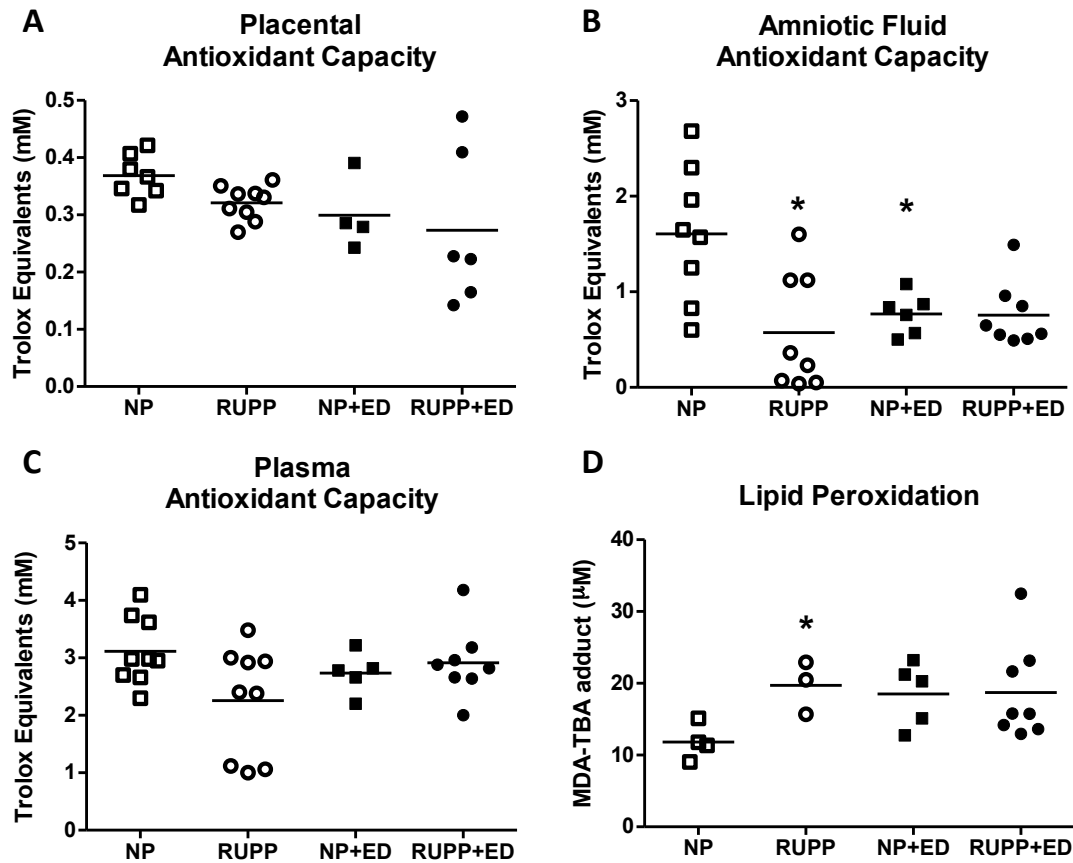 A
Placental
Antioxidant Capacity
Trolox Equivalents (mM)
0.5
0.4
0.3
0.2
0.1
0.0
NP
RUPP
NP+ED
RUPP+ED
B
Amniotic Fluid
Antioxidant Capacity
Trolox Equivalents (mM)
3
2
1
0
*
*
NP
RUPP
NP+ED
RUPP+ED
C
Plasma
Antioxidant Capacity
Trolox Equivalents (mM)
5
4
3
2
1
0
NP
RUPP
NP+ED
RUPP+ED
D
Lipid Peroxidation
MDA-TBA adduct (μM)
40
30
20
10
0
*
NP
RUPP
NP+ED
RUPP+ED